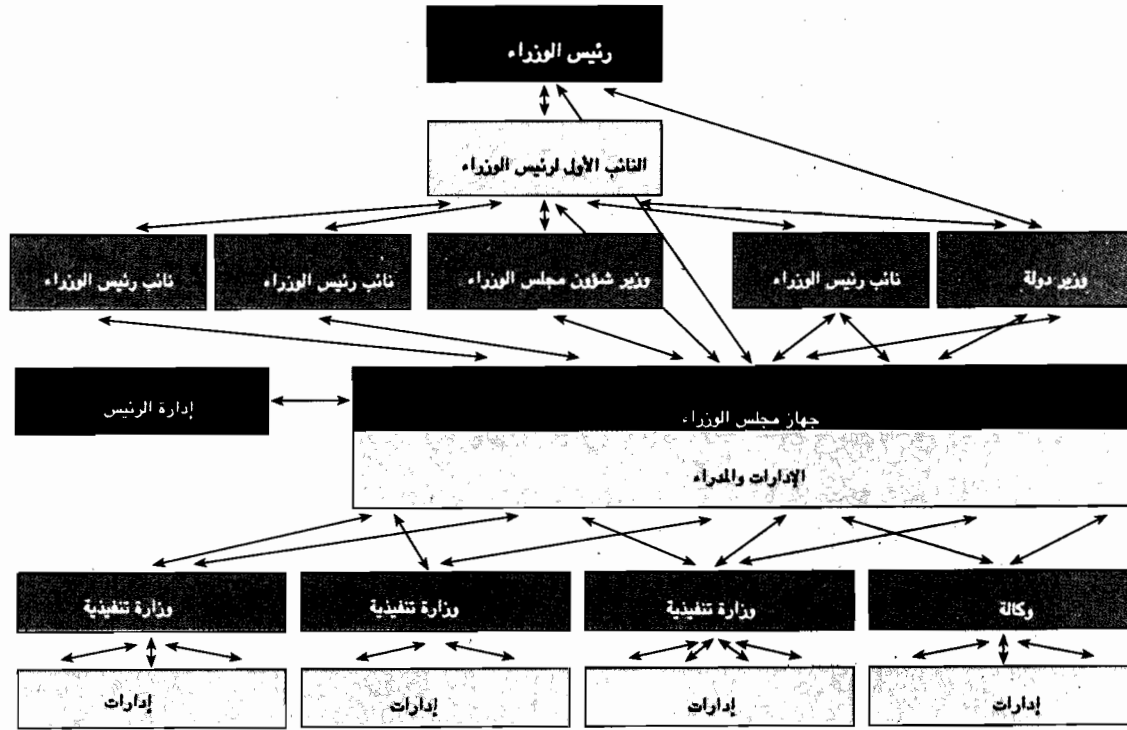 رئيس الوزراء
النائب الأول لرئيس الوزراء
وزير دولة
نائب رئيس الوزراء
وزير شؤون مجلس الوزراء
نائب رئيس الوزراء
نائب رئيس الوزراء
جهاز مجلس الوزراء
إدارة الرئيس
الإدارات والمدراء
وكالة
وزارة تنفيذية
وزارة تنفيذية
وزارة تنفيذية
إدارات
إدارات
إدارات
إدارات